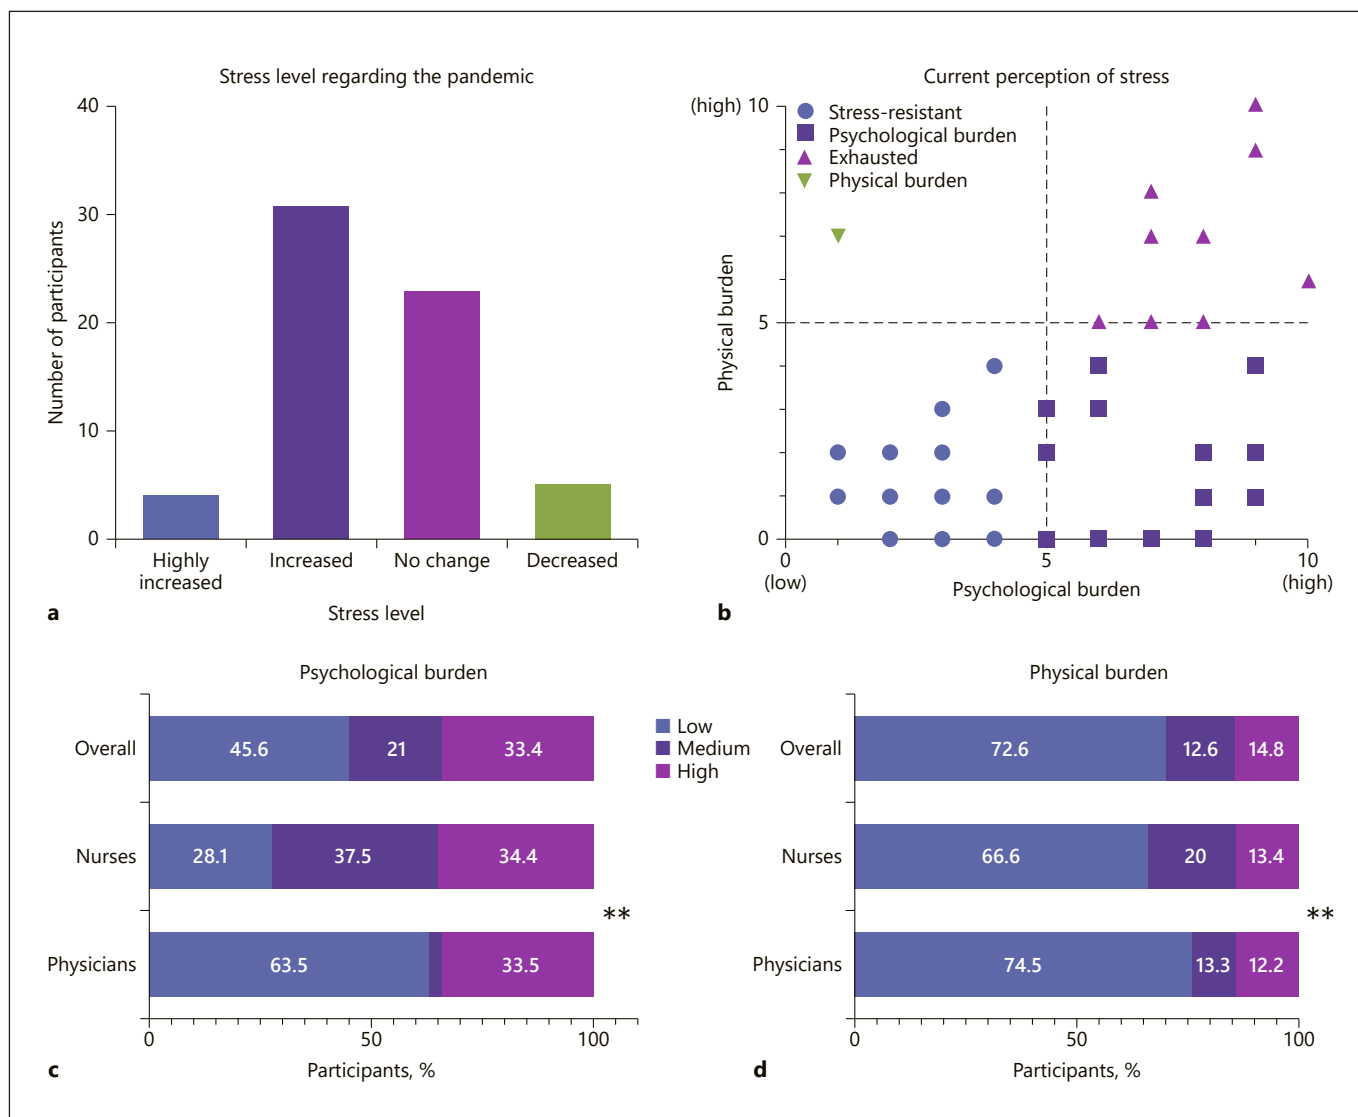 Stress level regarding the pandemic
40
30
20
10
0
Number of participants
Highly
increased
Increased
No change
Decreased
Stress level
a
Current perception of stress
(high) 10
5
0
Physical burden
Stress-resistant
Psychological burden
Exhausted
Physical burden
0
(low)
5
10
(high)
Psychological burden
b
Psychological burden
Overall
45.6
21
33.4
Nurses
28.1
37.5
34.4
**
Physicians
63.5
33.5
0
50
100
Participants, %
c
Low
Medium
High
Physical burden
Overall
72.6
12.6
14.8
Nurses
66.6
20
13.4
**
Physicians
74.5
13.3
12.2
0
50
100
Participants, %
d